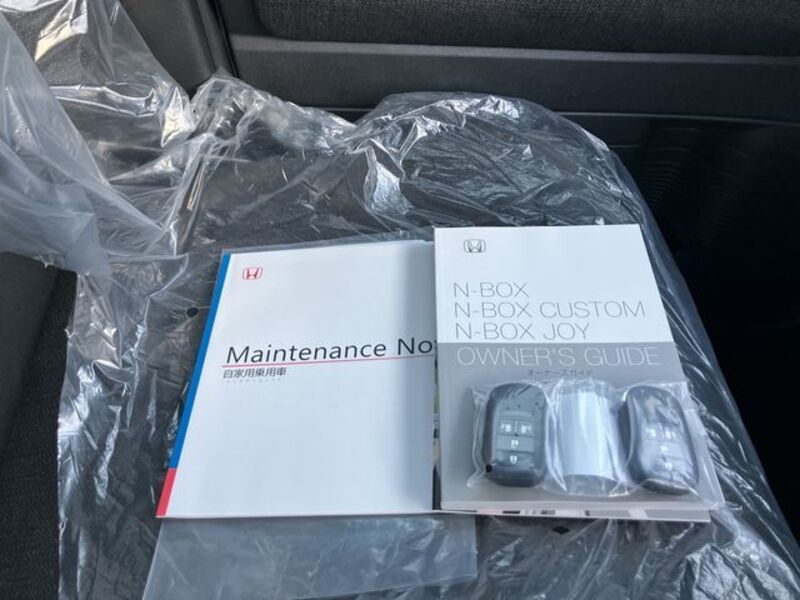 Maintenance No
自家用乗用車
N-BOX
N-BOX CUSTOM
N-BOX JOY
OWNER'S GUIDE
オーナーズガイド